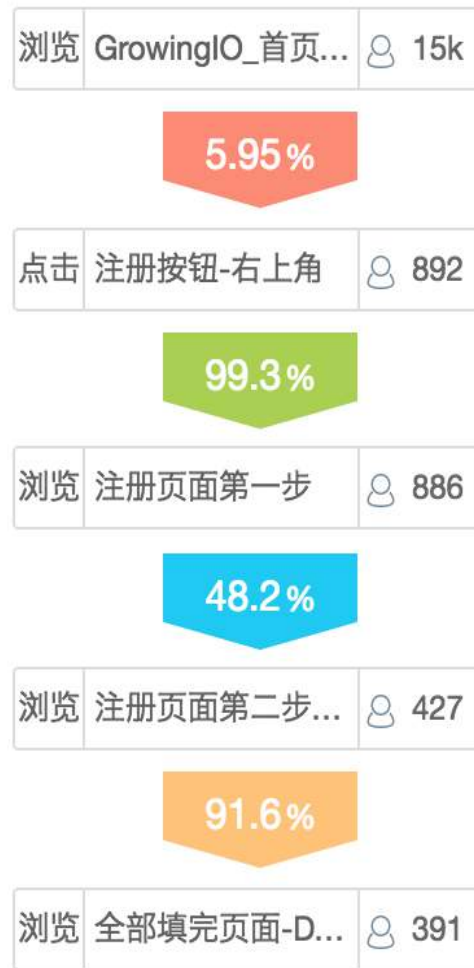 浏览 GrowingIO_首页... 15k
5.95%
点击 注册按钮-右上角 892
99.3%
浏览 注册页面第一步 886
48.2%
浏览 注册页面第二步... 427
91.6%
浏览 全部填完页面-D... 391